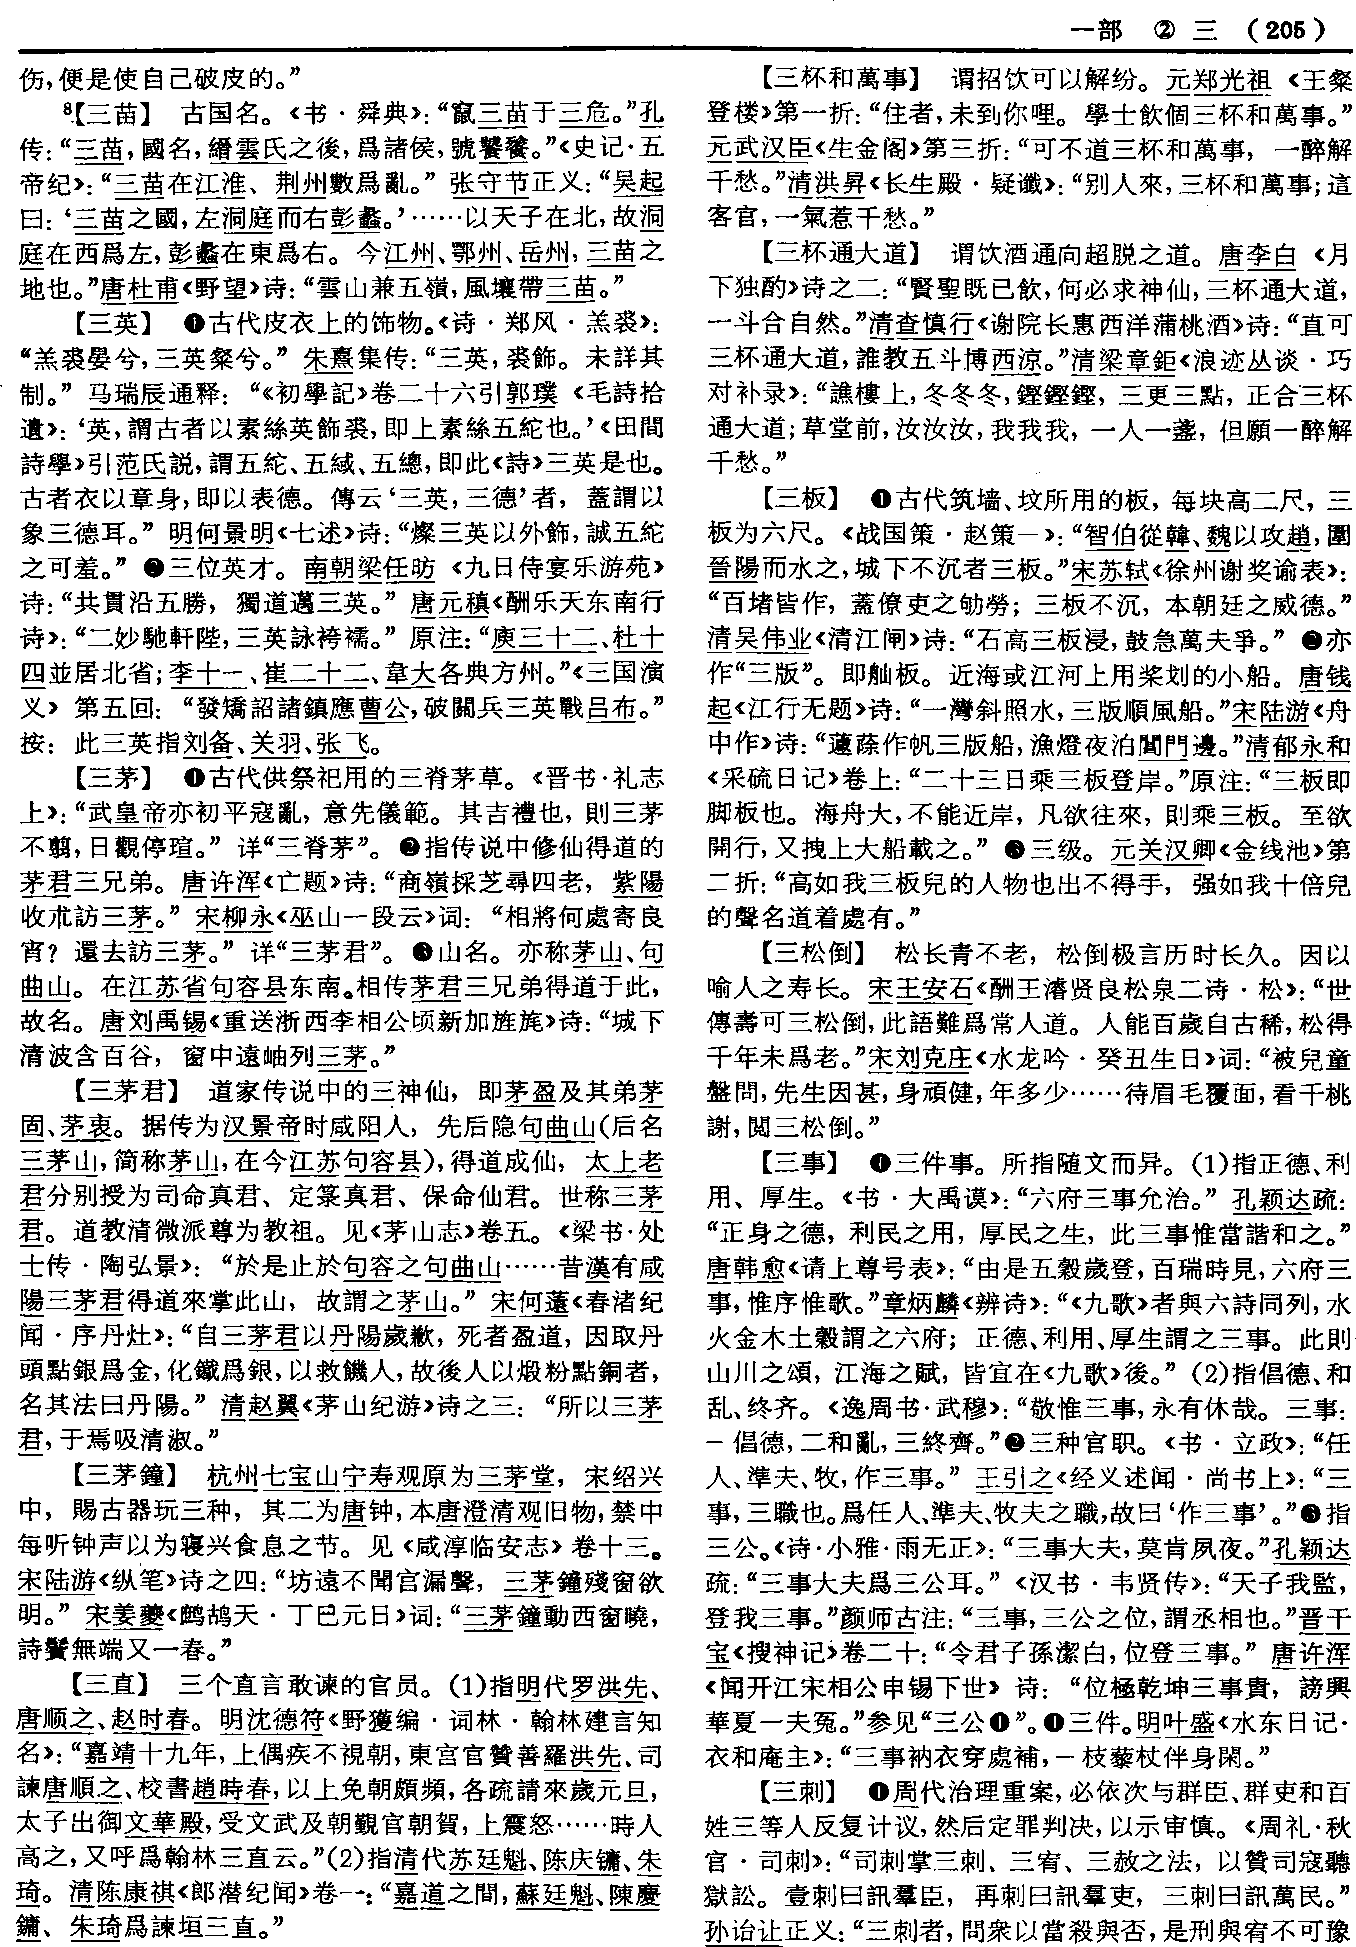 一部 ② 三 （205）
伤，便是使自己破皮的。”
⁸【三苗】 古国名。《书·舜典》：“竄三苗于三危。”孔
传：“三苗，國名，縉雲氏之後，爲諸侯，號饕餮。”《史记·五
帝纪》：“三苗在江淮、荆州數爲亂。” 张守节正义：“吴起
曰：‘三苗之國，左洞庭而右彭蠡。’……以天子在北，故洞
庭在西爲左，彭蠡在東爲右。今江州、鄂州、岳州，三苗之
地也。”唐杜甫《野望》诗：“雲山兼五嶺，風壤帶三苗。”
【三英】 ❶古代皮衣上的饰物。《诗·郑风·羔裘》：
“羔裘晏兮，三英粲兮。” 朱熹集传：“三英，裘飾。未詳其
制。” 马瑞辰通释：“《初學記》卷二十六引郭璞《毛詩拾
遺》：‘英，謂古者以素絲英飾裘，即上素絲五紽也。’《田間
詩學》引范氏説，謂五紽、五緎、五總，即此《詩》三英是也。
古者衣以章身，即以表德。傳云‘三英，三德’者，蓋謂以
象三德耳。” 明何景明《七述》诗：“燦三英以外飾，誠五紽
之可羞。” ❷三位英才。南朝梁任昉《九日侍宴乐游苑》
诗：“共貫沿五勝，獨道邁三英。” 唐元稹《酬乐天东南行
诗》：“二妙馳軒陛，三英詠袴襦。” 原注：“庾三十二、杜十
四並居北省；李十一、崔二十二、韋大各典方州。”《三国演
义》第五回：“發矯詔諸鎮應曹公，破關兵三英戰吕布。”
按：此三英指刘备、关羽、张飞。
【三茅】 ❶古代供祭祀用的三脊茅草。《晋书·礼志
上》：“武皇帝亦初平寇亂，意先儀範。其吉禮也，則三茅
不翦，日觀停瑄。” 详“三脊茅”。 ❷指传说中修仙得道的
茅君三兄弟。唐许浑《亡题》诗：“商嶺採芝尋四老，紫陽
收朮訪三茅。” 宋柳永《巫山一段云》词：“相將何處寄良
宵？還去訪三茅。” 详“三茅君”。 ❸山名。亦称茅山、句
曲山。在江苏省句容县东南。相传茅君三兄弟得道于此，
故名。唐刘禹锡《重送浙西李相公顷新加旌旄》诗：“城下
清波含百谷，窗中遠岫列三茅。”
【三茅君】 道家传说中的三神仙，即茅盈及其弟茅
固、茅衷。据传为汉景帝时咸阳人，先后隐句曲山（后名
三茅山，简称茅山，在今江苏句容县），得道成仙，太上老
君分别授为司命真君、定箓真君、保命仙君。世称三茅
君。道教清微派尊为教祖。见《茅山志》卷五。《梁书·处
士传·陶弘景》：“於是止於句容之句曲山……昔漢有咸
陽三茅君得道來掌此山，故謂之茅山。” 宋何薳《春渚纪
闻·序丹灶》：“自三茅君以丹陽歲歉，死者盈道，因取丹
頭點銀爲金，化鐵爲銀，以救饑人，故後人以煅粉點銅者，
名其法曰丹陽。” 清赵翼《茅山纪游》诗之三：“所以三茅
君，于焉吸清淑。”
【三茅鐘】 杭州七宝山宁寿观原为三茅堂，宋绍兴
中，赐古器玩三种，其二为唐钟，本唐澄清观旧物，禁中
每听钟声以为寝兴食息之节。见《咸淳临安志》卷十三。
宋陆游《纵笔》诗之四：“坊遠不聞宫漏聲，三茅鐘殘窗欲
明。” 宋姜夔《鹧鸪天·丁巳元日》词：“三茅鐘動西窗曉，
詩鬢無端又一春。”
【三直】 三个直言敢谏的官员。（1）指明代罗洪先、
唐顺之、赵时春。明沈德符《野獲编·词林·翰林建言知
名》：“嘉靖十九年，上偶疾不視朝，東宫官贊善羅洪先、司
諫唐順之、校書趙時春，以上免朝頗頻，各疏請來歲元旦，
太子出御文華殿，受文武及朝覲官朝賀，上震怒……時人
高之，又呼爲翰林三直云。”（2）指清代苏廷魁、陈庆镛、朱
琦。清陈康祺《郎潜纪闻》卷一：“嘉道之間，蘇廷魁、陳慶
鏞、朱琦爲諫垣三直。”
【三杯和萬事】 谓招饮可以解纷。元郑光祖《王粲
登楼》第一折：“住者，未到你哩。學士飲個三杯和萬事。”
元武汉臣《生金阁》第三折：“可不道三杯和萬事，一醉解
千愁。”清洪昇《长生殿·疑谶》：“别人來，三杯和萬事；這
客官，一氣惹千愁。”
【三杯通大道】 谓饮酒通向超脱之道。唐李白《月
下独酌》诗之二：“賢聖既已飲，何必求神仙，三杯通大道，
一斗合自然。”清查慎行《谢院长惠西洋蒲桃酒》诗：“直可
三杯通大道，誰教五斗博西涼。”清梁章鉅《浪迹丛谈·巧
对补录》：“譙樓上，冬冬冬，鏗鏗鏗，三更三點，正合三杯
通大道；草堂前，汝汝汝，我我我，一人一盞，但願一醉解
千愁。”
【三板】 ❶古代筑墙、坟所用的板，每块高二尺，三
板为六尺。《战国策·赵策一》：“智伯從韓、魏以攻趙，圍
晉陽而水之，城下不沉者三板。”宋苏轼《徐州谢奖谕表》：
“百堵皆作，蓋僚吏之劬勞；三板不沉，本朝廷之威德。”
清吴伟业《清江闸》诗：“石高三板浸，鼓急萬夫爭。” ❷亦
作“三版”。即舢板。近海或江河上用桨划的小船。唐钱
起《江行无题》诗：“一灣斜照水，三版順風船。”宋陆游《舟
中作》诗：“蘧蒢作帆三版船，漁燈夜泊閶門邊。”清郁永和
《采硫日记》卷上：“二十三日乘三板登岸。”原注：“三板即
脚板也。海舟大，不能近岸，凡欲往來，則乘三板。至欲
開行，又拽上大船載之。” ❸三级。元关汉卿《金线池》第
二折：“高如我三板兒的人物也出不得手，强如我十倍兒
的聲名道着處有。”
【三松倒】 松长青不老，松倒极言历时长久。因以
喻人之寿长。宋王安石《酬王濬贤良松泉二诗·松》：“世
傳壽可三松倒，此語難爲常人道。人能百歲自古稀，松得
千年未爲老。”宋刘克庄《水龙吟·癸丑生日》词：“被兒童
盤問，先生因甚，身頑健，年多少……待眉毛覆面，看千桃
謝，閲三松倒。”
【三事】 ❶三件事。所指随文而异。（1）指正德、利
用、厚生。《书·大禹谟》：“六府三事允治。” 孔颖达疏：
“正身之德，利民之用，厚民之生，此三事惟當諧和之。”
唐韩愈《请上尊号表》：“由是五穀歲登，百瑞時見，六府三
事，惟序惟歌。”章炳麟《辨诗》：“《九歌》者與六詩同列，水
火金木土穀謂之六府；正德、利用、厚生謂之三事。此則
山川之頌，江海之賦，皆宜在《九歌》後。”（2）指倡德、和
乱、终齐。《逸周书·武穆》：“敬惟三事，永有休哉。三事：
一倡德，二和亂，三終齊。”❷三种官职。《书·立政》：“任
人、準夫、牧，作三事。” 王引之《经义述闻·尚书上》：“三
事，三職也。爲任人、準夫、牧夫之職，故曰‘作三事’。”❸指
三公。《诗·小雅·雨无正》：“三事大夫，莫肯夙夜。”孔颖达
疏：“三事大夫爲三公耳。”《汉书·韦贤传》：“天子我監，
登我三事。”颜师古注：“三事，三公之位，謂丞相也。”晋干
宝《搜神记》卷二十：“令君子孫潔白，位登三事。” 唐许浑
《闻开江宋相公申锡下世》诗：“位極乾坤三事貴，謗興
華夏一夫冤。”参见“三公❶”。❹三件。明叶盛《水东日记·
衣和庵主》：“三事衲衣穿處補，一枝藜杖伴身閑。”
【三刺】 ❶周代治理重案，必依次与群臣、群吏和百
姓三等人反复计议，然后定罪判决，以示审慎。《周礼·秋
官·司刺》：“司刺掌三刺、三宥、三赦之法，以贊司寇聽
獄訟。壹刺曰訊羣臣，再刺曰訊羣吏，三刺曰訊萬民。”
孙诒让正义：“三刺者，問衆以當殺與否，是刑與宥不可豫